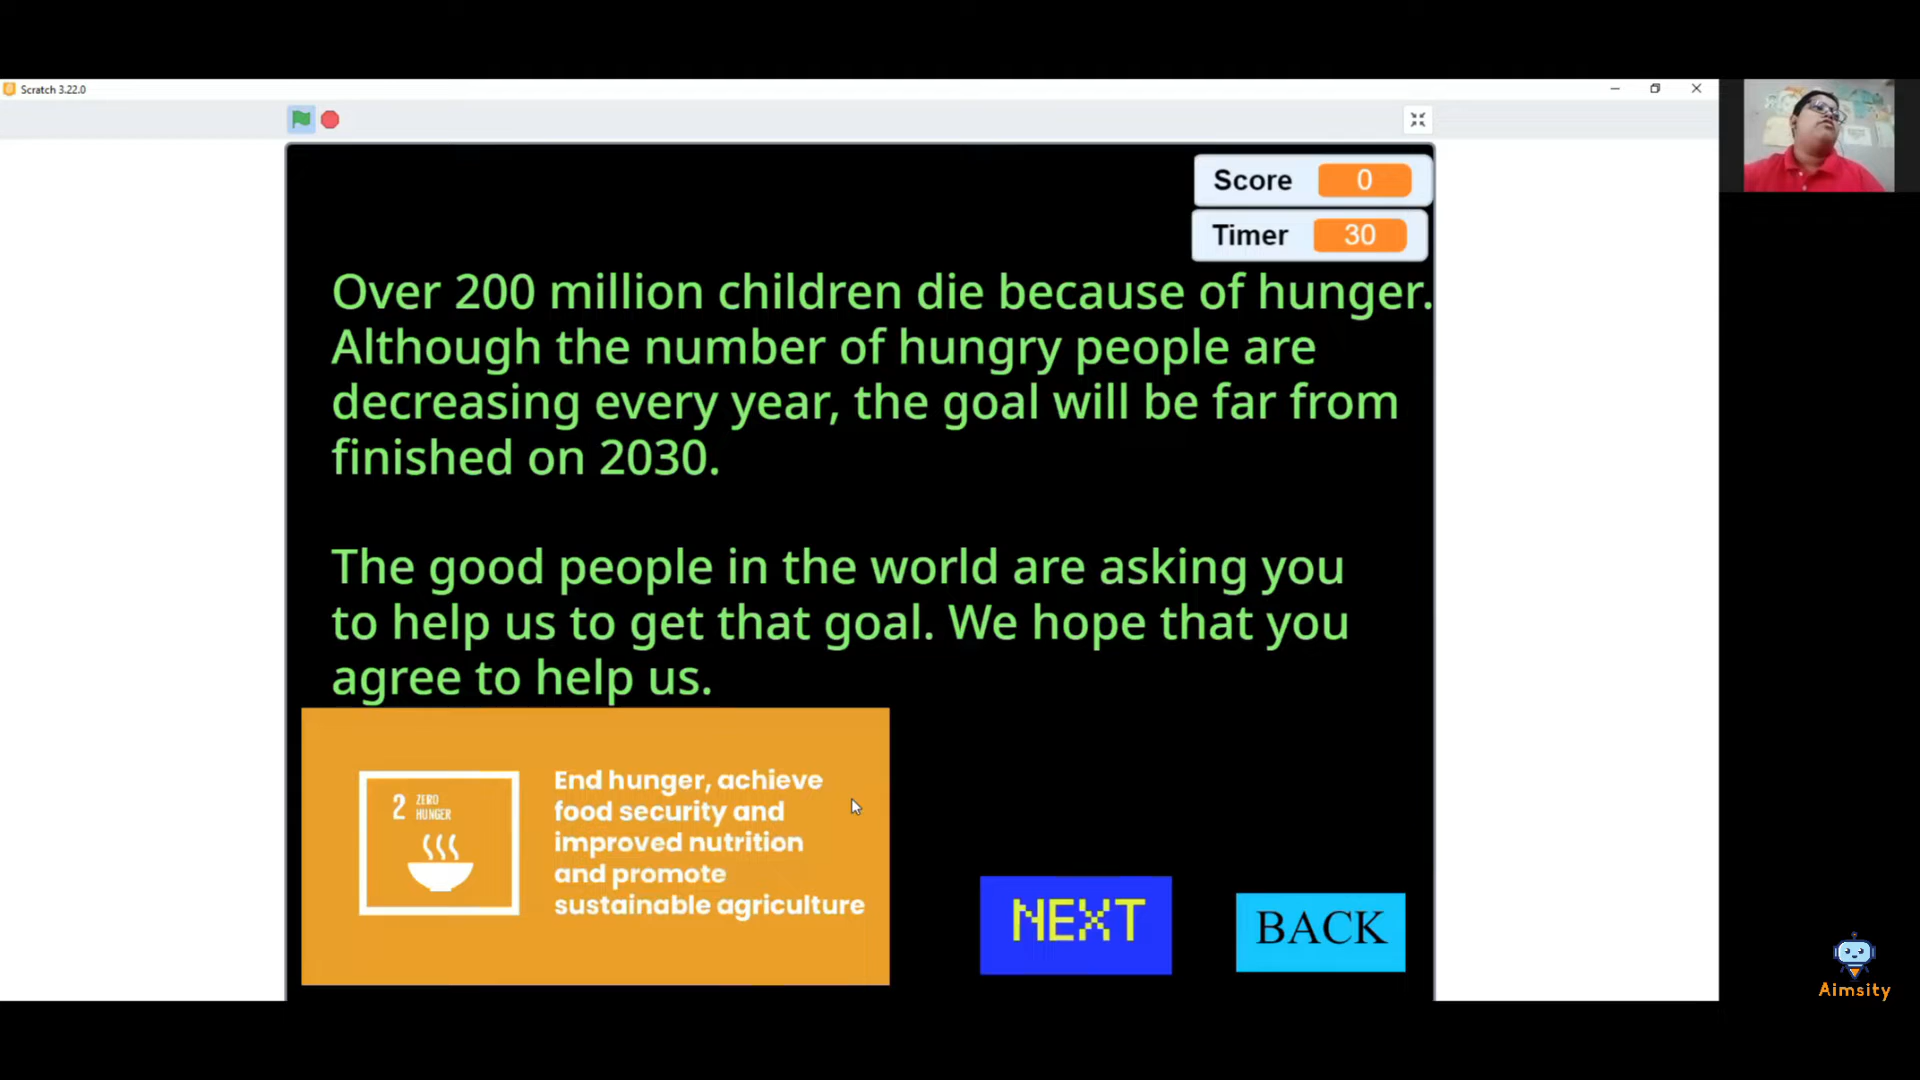 Scratch 3.22.0
Score 0
Timer 30
Over 200 million children die because of hunger.
Although the number of hungry people are
decreasing every year, the goal will be far from
finished on 2030.
The good people in the world are asking you
to help us to get that goal. We hope that you
agree to help us.
2 ZERO
HUNGER
End hunger, achieve
food security and
improved nutrition
and promote
sustainable agriculture
NEXT
BACK
Aimsity